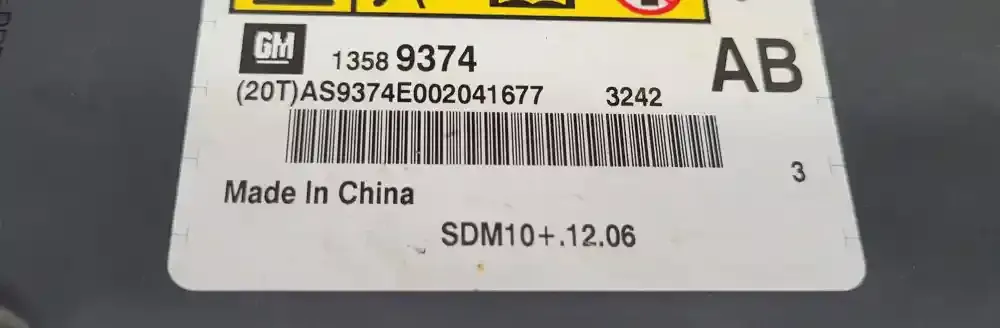 GM 1358 9374 AB
(20T)AS9374E002041677 3242
3
Made In China
SDM10+.12.06